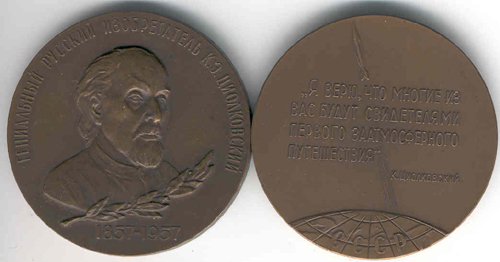 ГЕНИАЛЬНЫЙ РУССКИЙ ИЗОБРЕТАТЕЛЬ К.Э.ЦИОЛКОВСКИЙ
1857-1957
„Я ВЕРЮ, ЧТО МНОГИЕ ИЗ
ВАС БУДУТ СВИДЕТЕЛЯМИ
ПЕРВОГО ЗААТМОСФЕРНОГО
ПУТЕШЕСТВИЯ"
К.ЦИОЛКОВСКИЙ
СССР